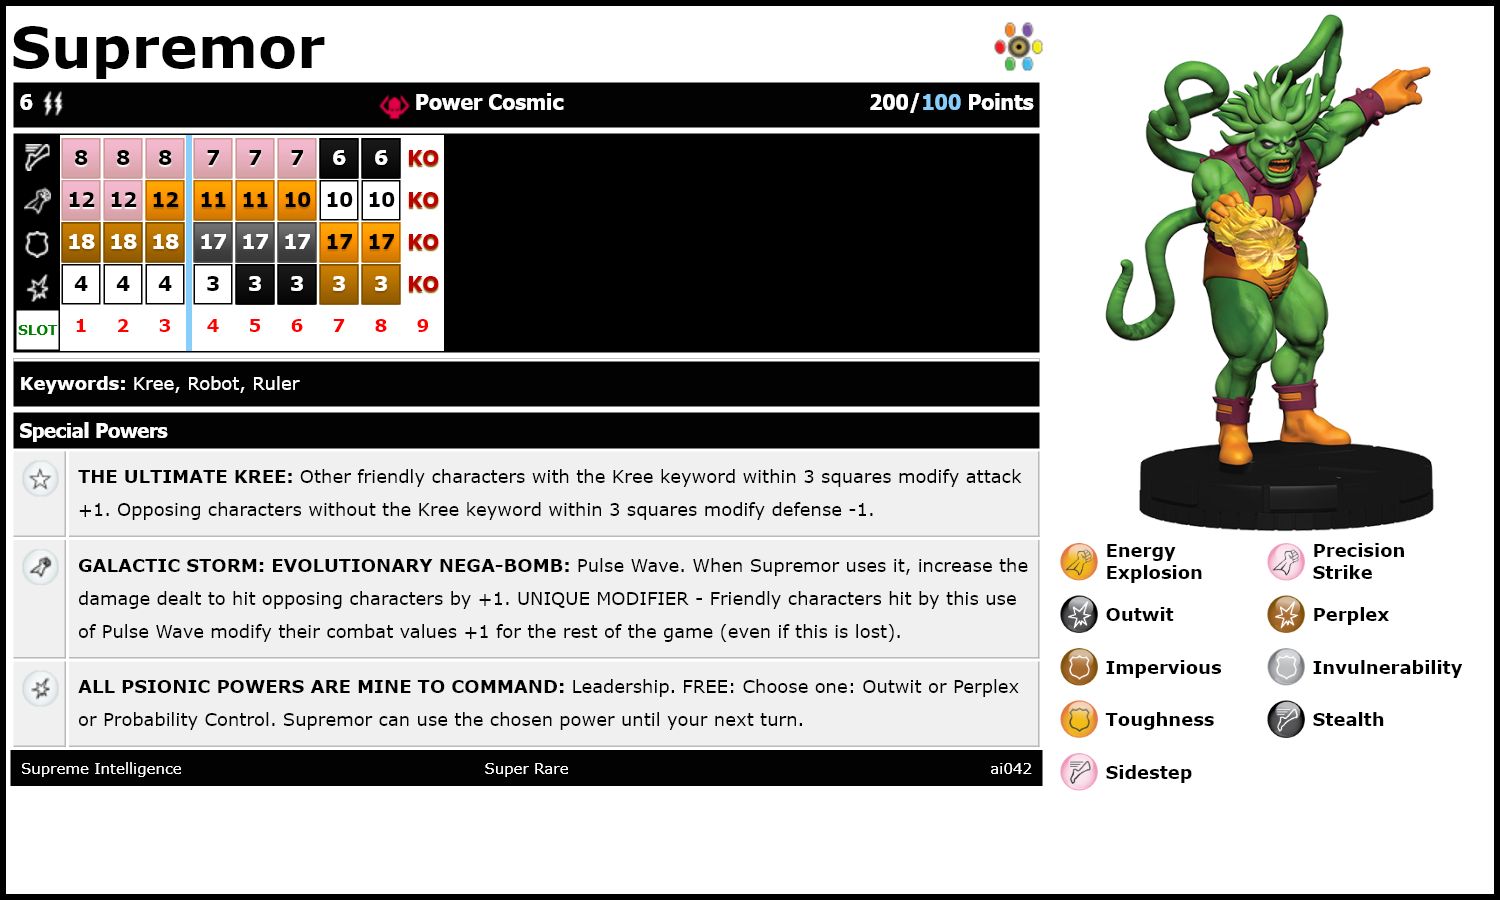 Supremor
6 Power Cosmic 200/100 Points
8 8 8 7 7 7 6 6 KO
12 12 12 11 11 10 10 10 KO
18 18 18 17 17 17 17 17 KO
4 4 4 3 3 3 3 3 KO
SLOT 1 2 3 4 5 6 7 8 9
Keywords: Kree, Robot, Ruler
Special Powers
THE ULTIMATE KREE: Other friendly characters with the Kree keyword within 3 squares modify attack
+1. Opposing characters without the Kree keyword within 3 squares modify defense -1.
GALACTIC STORM: EVOLUTIONARY NEGA-BOMB: Pulse Wave. When Supremor uses it, increase the
damage dealt to hit opposing characters by +1. UNIQUE MODIFIER - Friendly characters hit by this use
of Pulse Wave modify their combat values +1 for the rest of the game (even if this is lost).
ALL PSIONIC POWERS ARE MINE TO COMMAND: Leadership. FREE: Choose one: Outwit or Perplex
or Probability Control. Supremor can use the chosen power until your next turn.
Supreme Intelligence Super Rare ai042
Energy
Explosion
Precision
Strike
Outwit
Perplex
Impervious
Invulnerability
Toughness
Stealth
Sidestep